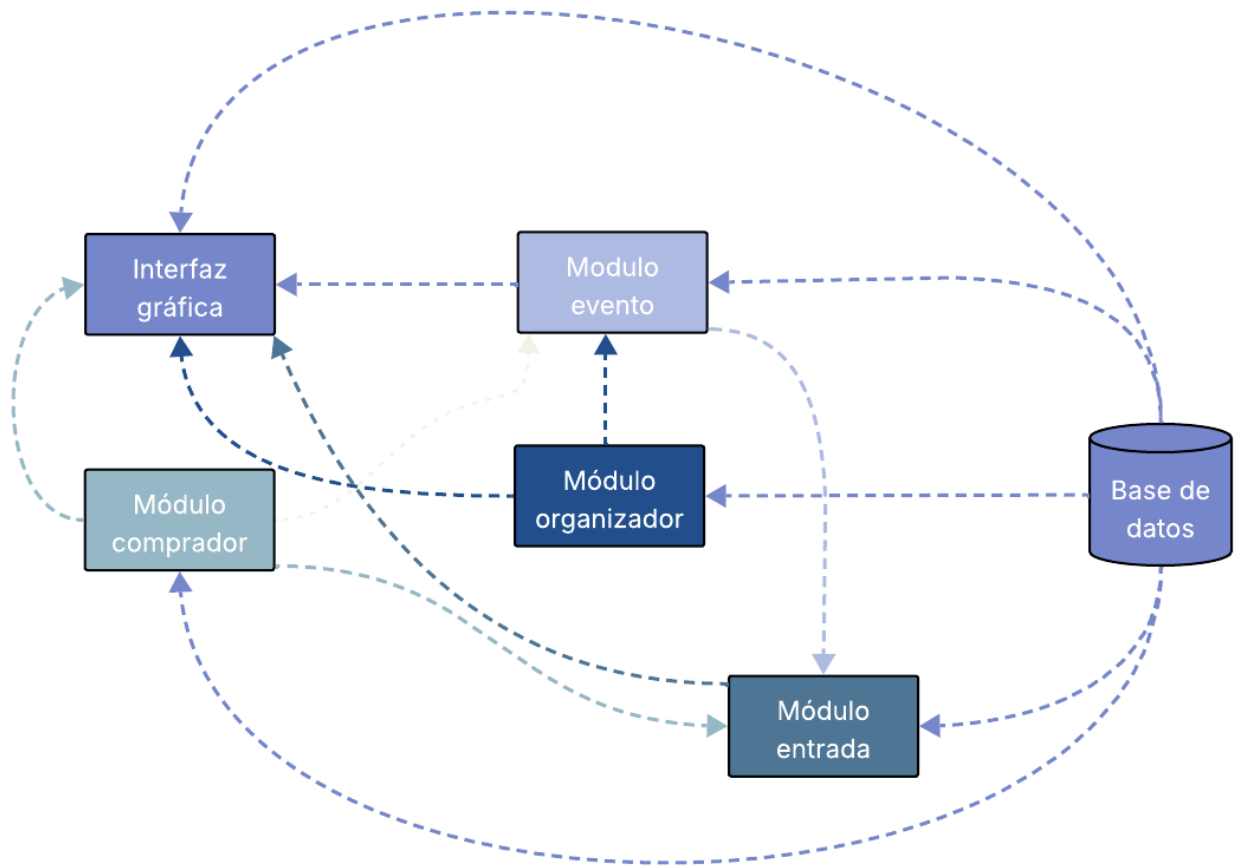 Interfaz
gráfica
Modulo
evento
Módulo
comprador
Módulo
organizador
Base de
datos
Módulo
entrada